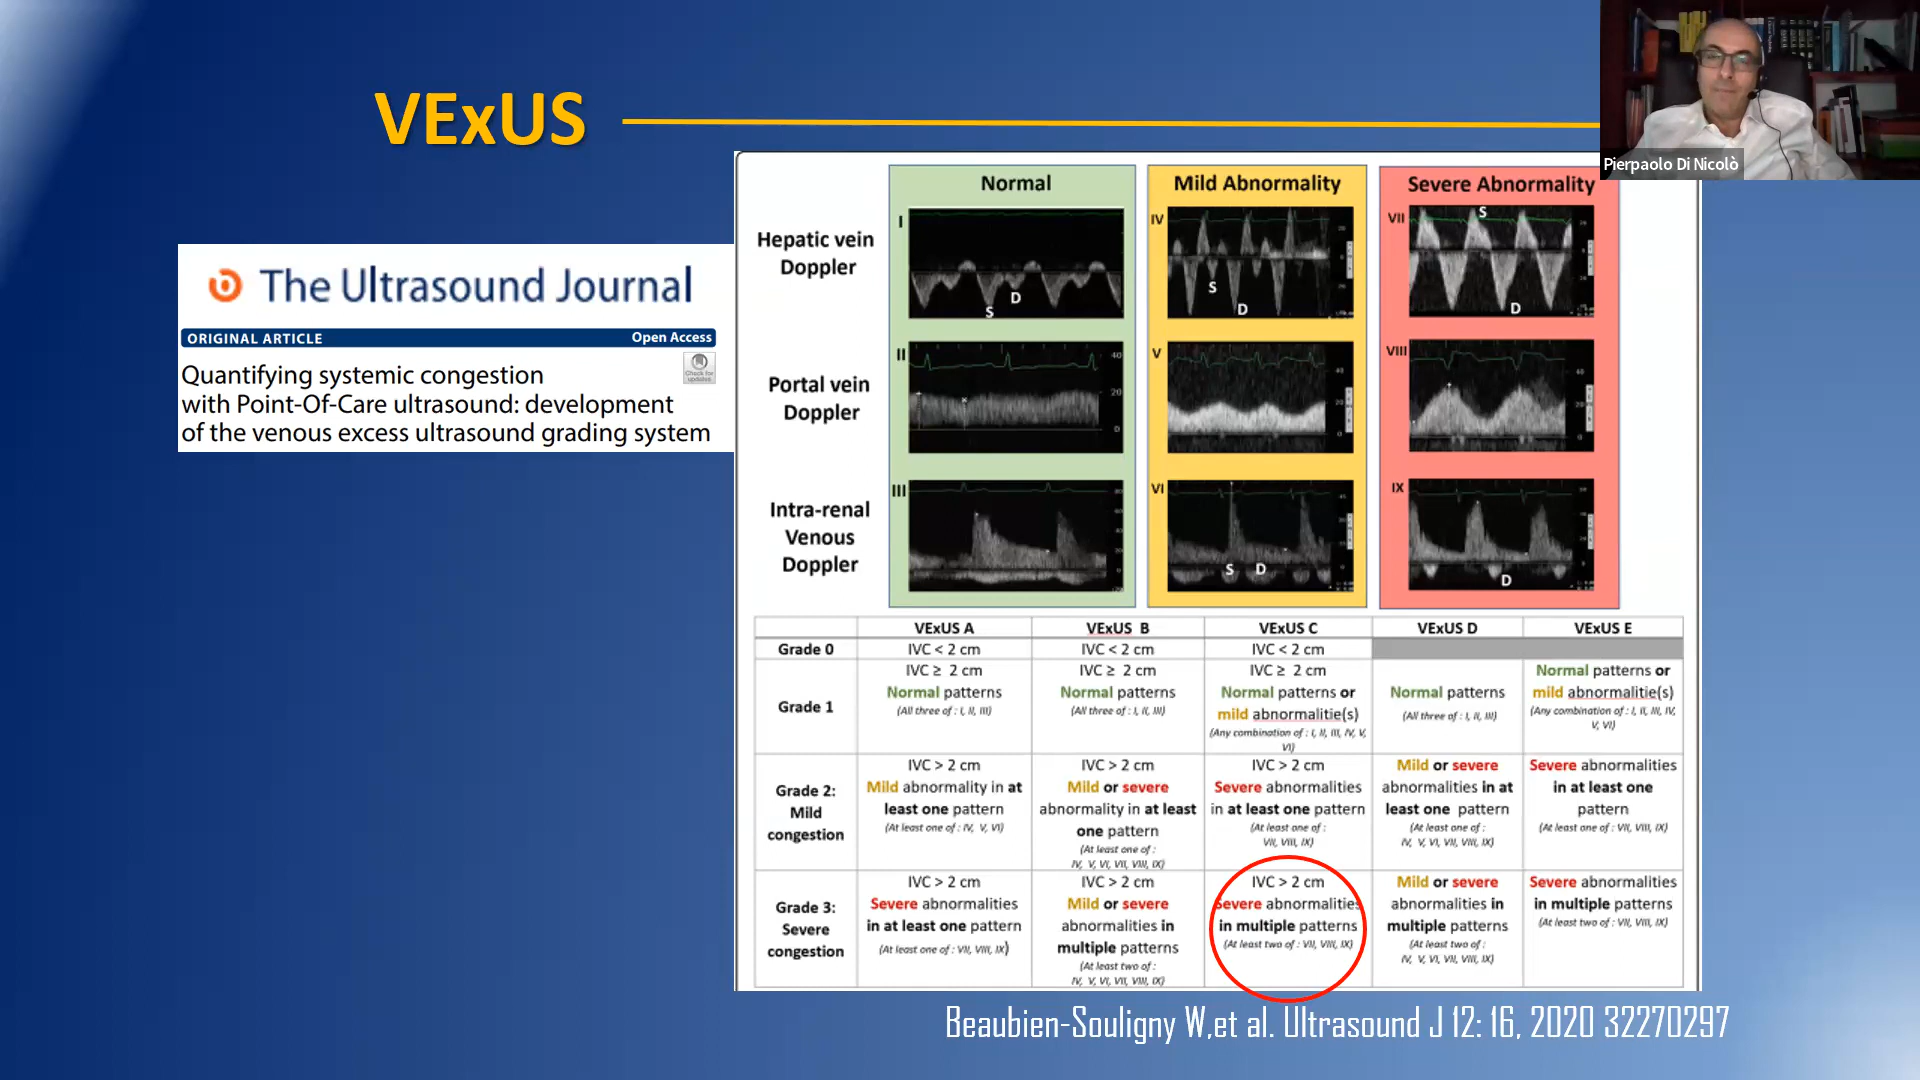 VExUS
Pierpaolo Di Nicolò
The Ultrasound Journal
ORIGINAL ARTICLE
Open Access
Check for
updates
Quantifying systemic congestion
with Point-Of-Care ultrasound: development
of the venous excess ultrasound grading system
Normal
Mild Abnormality
Severe Abnormality
Hepatic vein
Doppler
I
S
D
IV
S
D
VII
S
D
Portal vein
Doppler
II
V
VIII
Intra-renal
Venous
Doppler
III
VI
S
D
IX
D
VExUS A
VExUS B
VExUS C
VExUS D
VExUS E
Grade 0
IVC < 2 cm
IVC < 2 cm
IVC < 2 cm
Grade 1
IVC ≥ 2 cm
Normal patterns
(All three of : I, II, III)
IVC ≥ 2 cm
Normal patterns
(All three of : I, II, III)
IVC ≥ 2 cm
Normal patterns or
mild abnormalitie(s)
(Any combination of : I, II, III, IV, V,
VI)
Normal patterns
(All three of : I, II, III)
Normal patterns or
mild abnormalitie(s)
(Any combination of : I, II, III, IV,
V, VI)
Grade 2:
Mild
congestion
IVC > 2 cm
Mild abnormality in at
least one pattern
(At least one of : IV, V, VI)
IVC > 2 cm
Mild or severe
abnormality in at least
one pattern
(At least one of :
IV, V, VI, VII, VIII, IX)
IVC > 2 cm
Severe abnormalities
in at least one pattern
(At least one of :
VII, VIII, IX)
Mild or severe
abnormalities in at
least one pattern
(At least one of :
IV, V, VI, VII, VIII, IX)
Severe abnormalities
in at least one
pattern
(At least one of : VII, VIII, IX)
Grade 3:
Severe
congestion
IVC > 2 cm
Severe abnormalities
in at least one pattern
(At least one of : VII, VIII, IX)
IVC > 2 cm
Mild or severe
abnormalities in
multiple patterns
(At least two of :
IV, V, VI, VII, VIII, IX)
IVC > 2 cm
Severe abnormalities
in multiple patterns
(At least two of : VII, VIII, IX)
Mild or severe
abnormalities in
multiple patterns
(At least two of :
IV, V, VI, VII, VIII, IX)
Severe abnormalities
in multiple patterns
(At least two of : VII, VIII, IX)
Beaubien-Souligny W,et al. Ultrasound J 12: 16, 2020 32270297